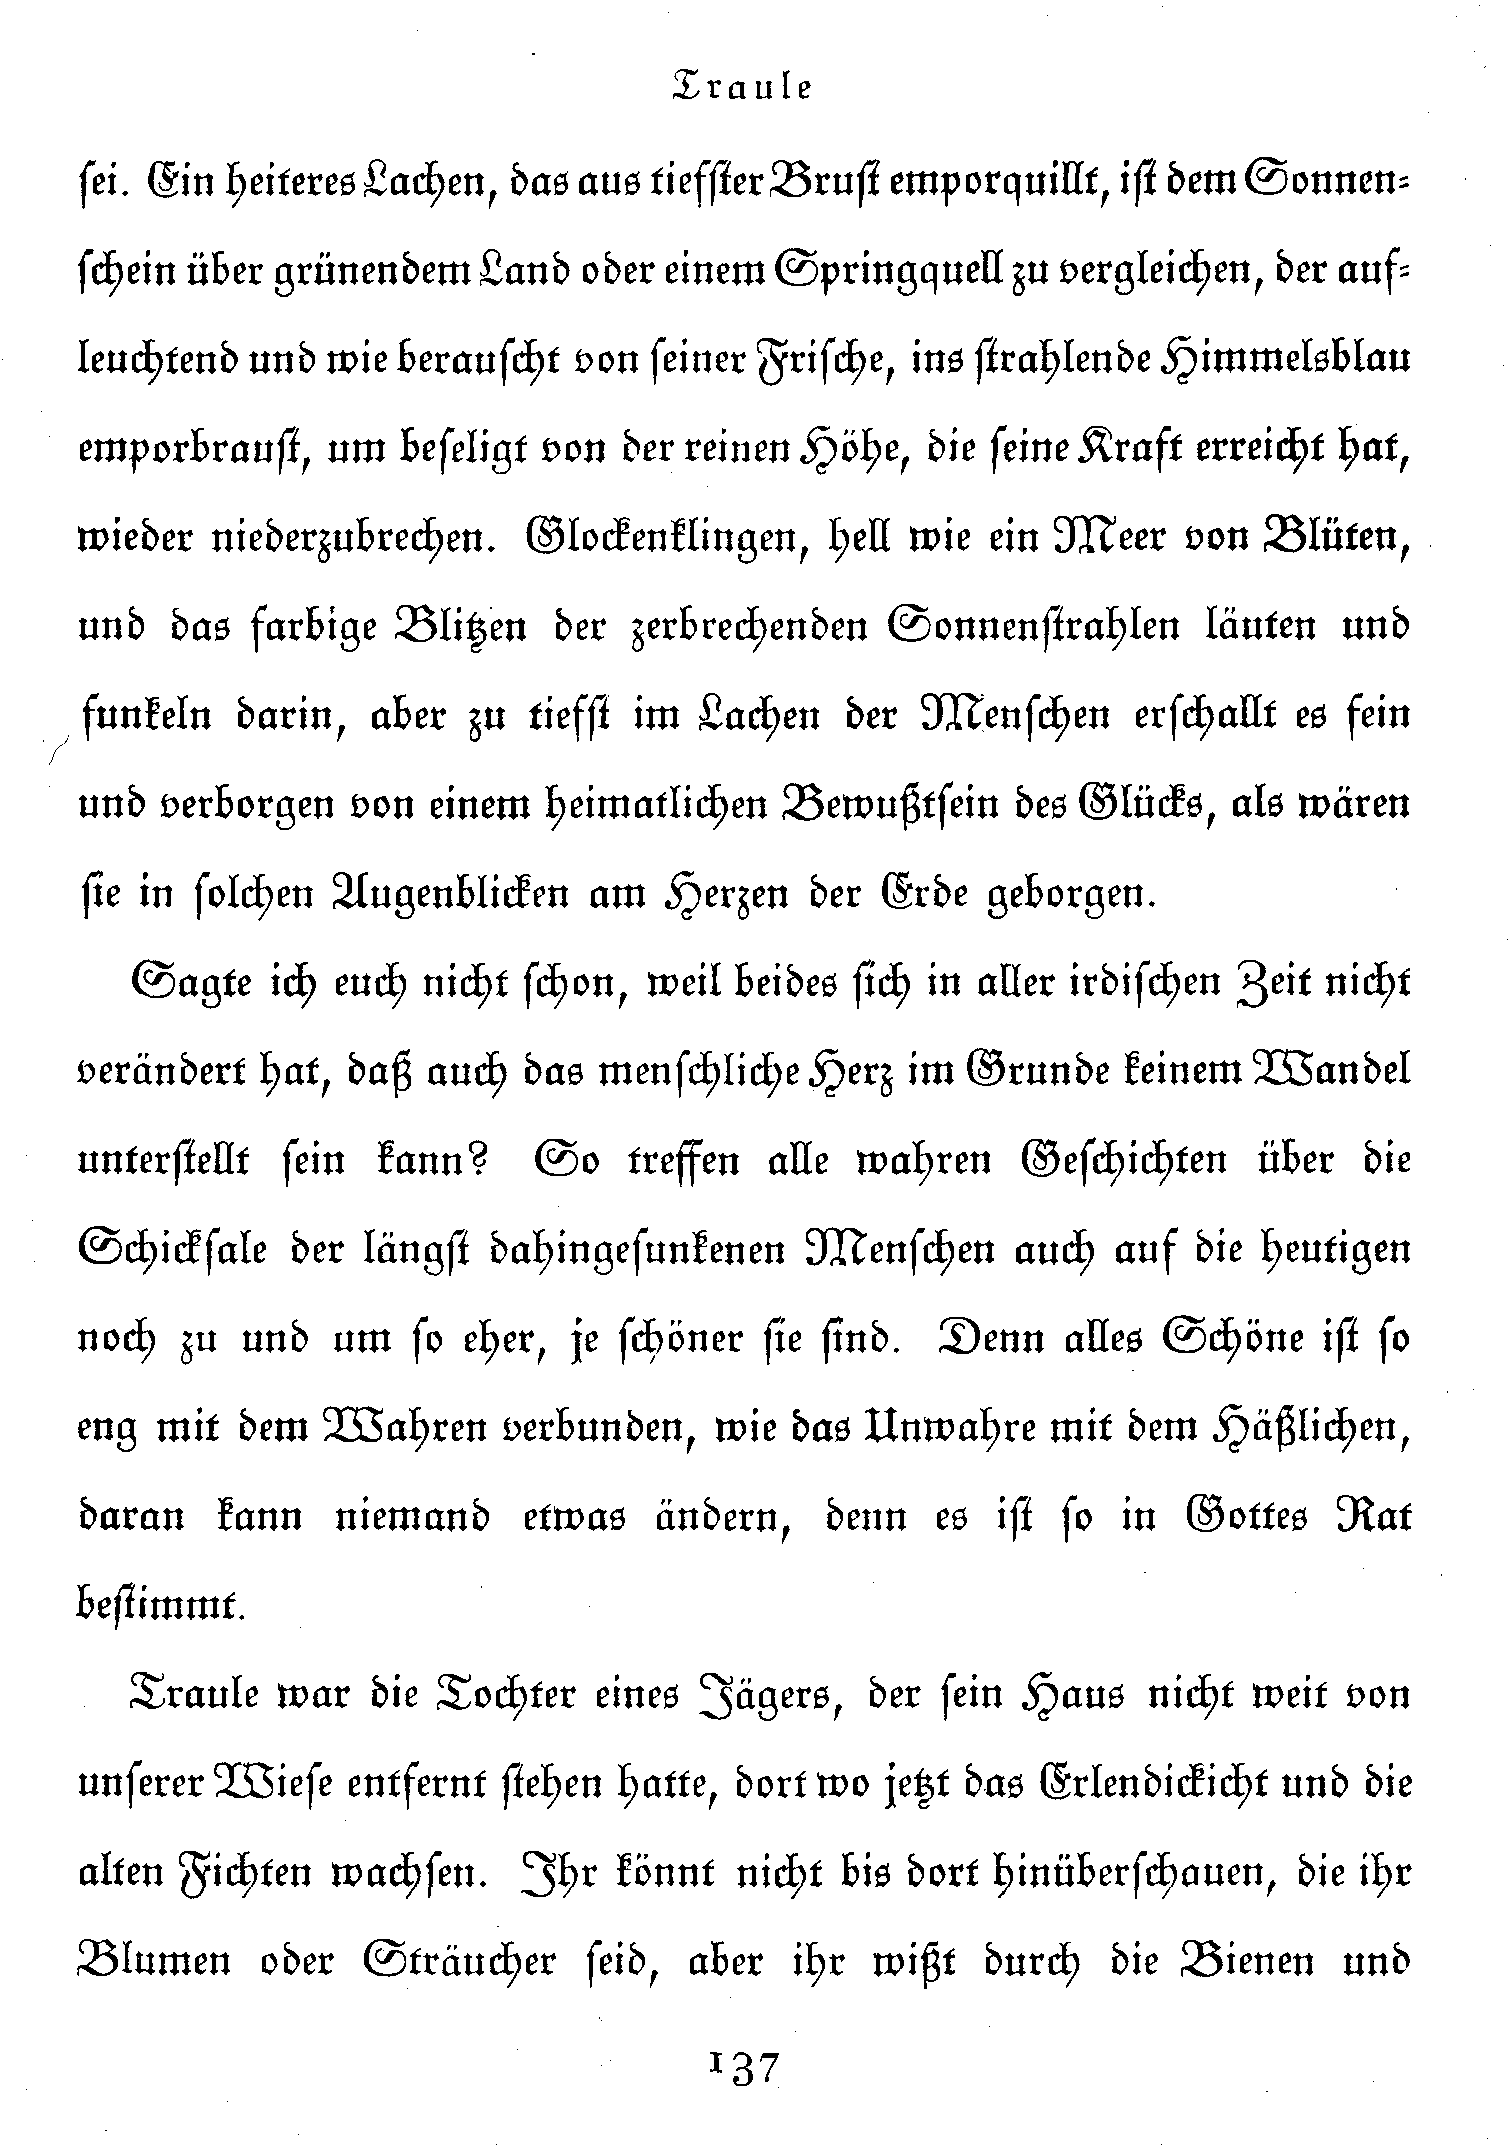 Traule
ſei. Ein heiteres Lachen, das aus tiefſter Bruſt emporquillt, iſt dem Sonnen-
ſchein über grünendem Land oder einem Springquell zu vergleichen, der auf-
leuchtend und wie berauſcht von ſeiner Friſche, ins ſtrahlende Himmelsblau
emporbrauſt, um beſeligt von der reinen Höhe, die ſeine Kraft erreicht hat,
wieder niederzubrechen. Glockenklingen, hell wie ein Meer von Blüten,
und das farbige Blitzen der zerbrechenden Sonnenſtrahlen läuten und
funkeln darin, aber zu tiefſt im Lachen der Menſchen erſchallt es fein
und verborgen von einem heimatlichen Bewußtſein des Glücks, als wären
ſie in ſolchen Augenblicken am Herzen der Erde geborgen.
Sagte ich euch nicht ſchon, weil beides ſich in aller irdiſchen Zeit nicht
verändert hat, daß auch das menſchliche Herz im Grunde keinem Wandel
unterſtellt ſein kann? So treffen alle wahren Geſchichten über die
Schickſale der längſt dahingeſunkenen Menſchen auch auf die heutigen
noch zu und um ſo eher, je ſchöner ſie ſind. Denn alles Schöne iſt ſo
eng mit dem Wahren verbunden, wie das Unwahre mit dem Häßlichen,
daran kann niemand etwas ändern, denn es iſt ſo in Gottes Rat
beſtimmt.
Traule war die Tochter eines Jägers, der ſein Haus nicht weit von
unſerer Wieſe entfernt ſtehen hatte, dort wo jetzt das Erlendickicht und die
alten Fichten wachſen. Ihr könnt nicht bis dort hinüberſchauen, die ihr
Blumen oder Sträucher ſeid, aber ihr wißt durch die Bienen und
137